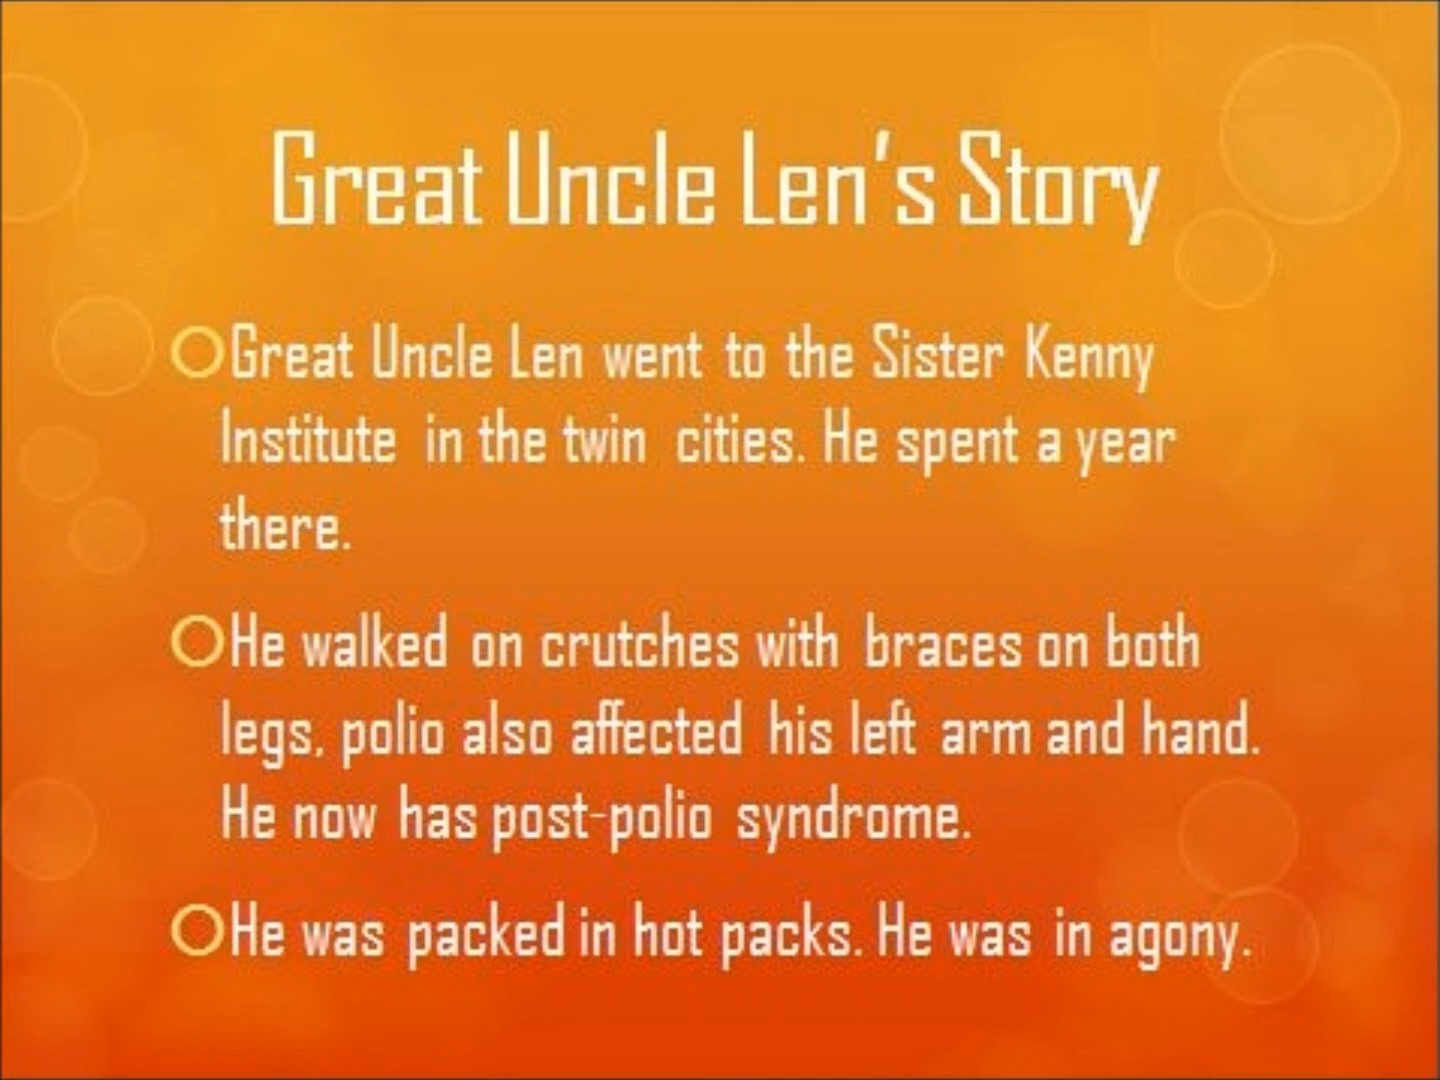 Great Uncle Len's Story
Great Uncle Len went to the Sister Kenny
Institute in the twin cities. He spent a year
there.
He walked on crutches with braces on both
legs, polio also affected his left arm and hand.
He now has post-polio syndrome.
He was packed in hot packs. He was in agony.